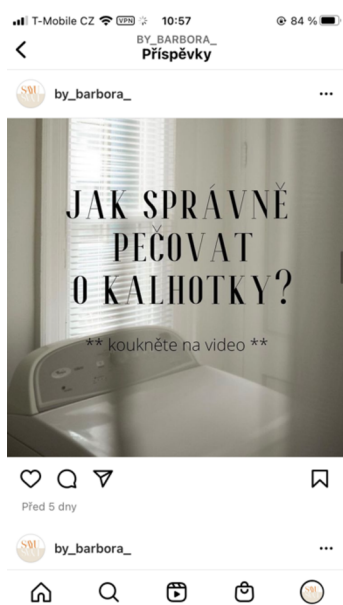 T-Mobile CZ VPN 10:57 84 %
BY_BARBORA_
Příspěvky
by_barbora_
JAK SPRÁVNĚ
PEČOVAT
O KALHOTKY?
** koukněte na video **
Před 5 dny
by_barbora_